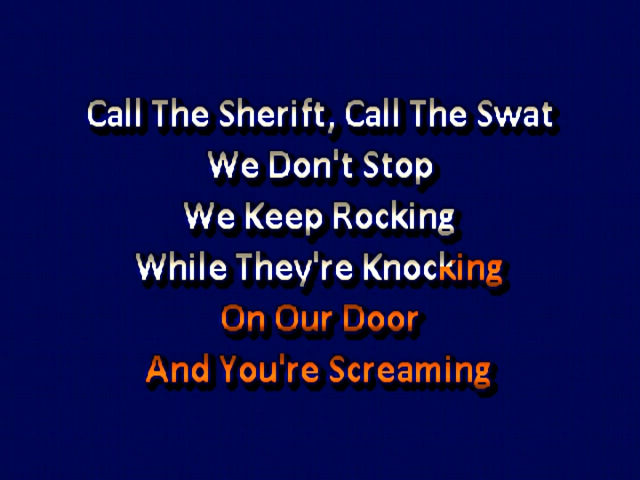 Call The Sherift, Call The Swat
We Don't Stop
We Keep Rocking
While They're Knocking
On Our Door
And You're Screaming